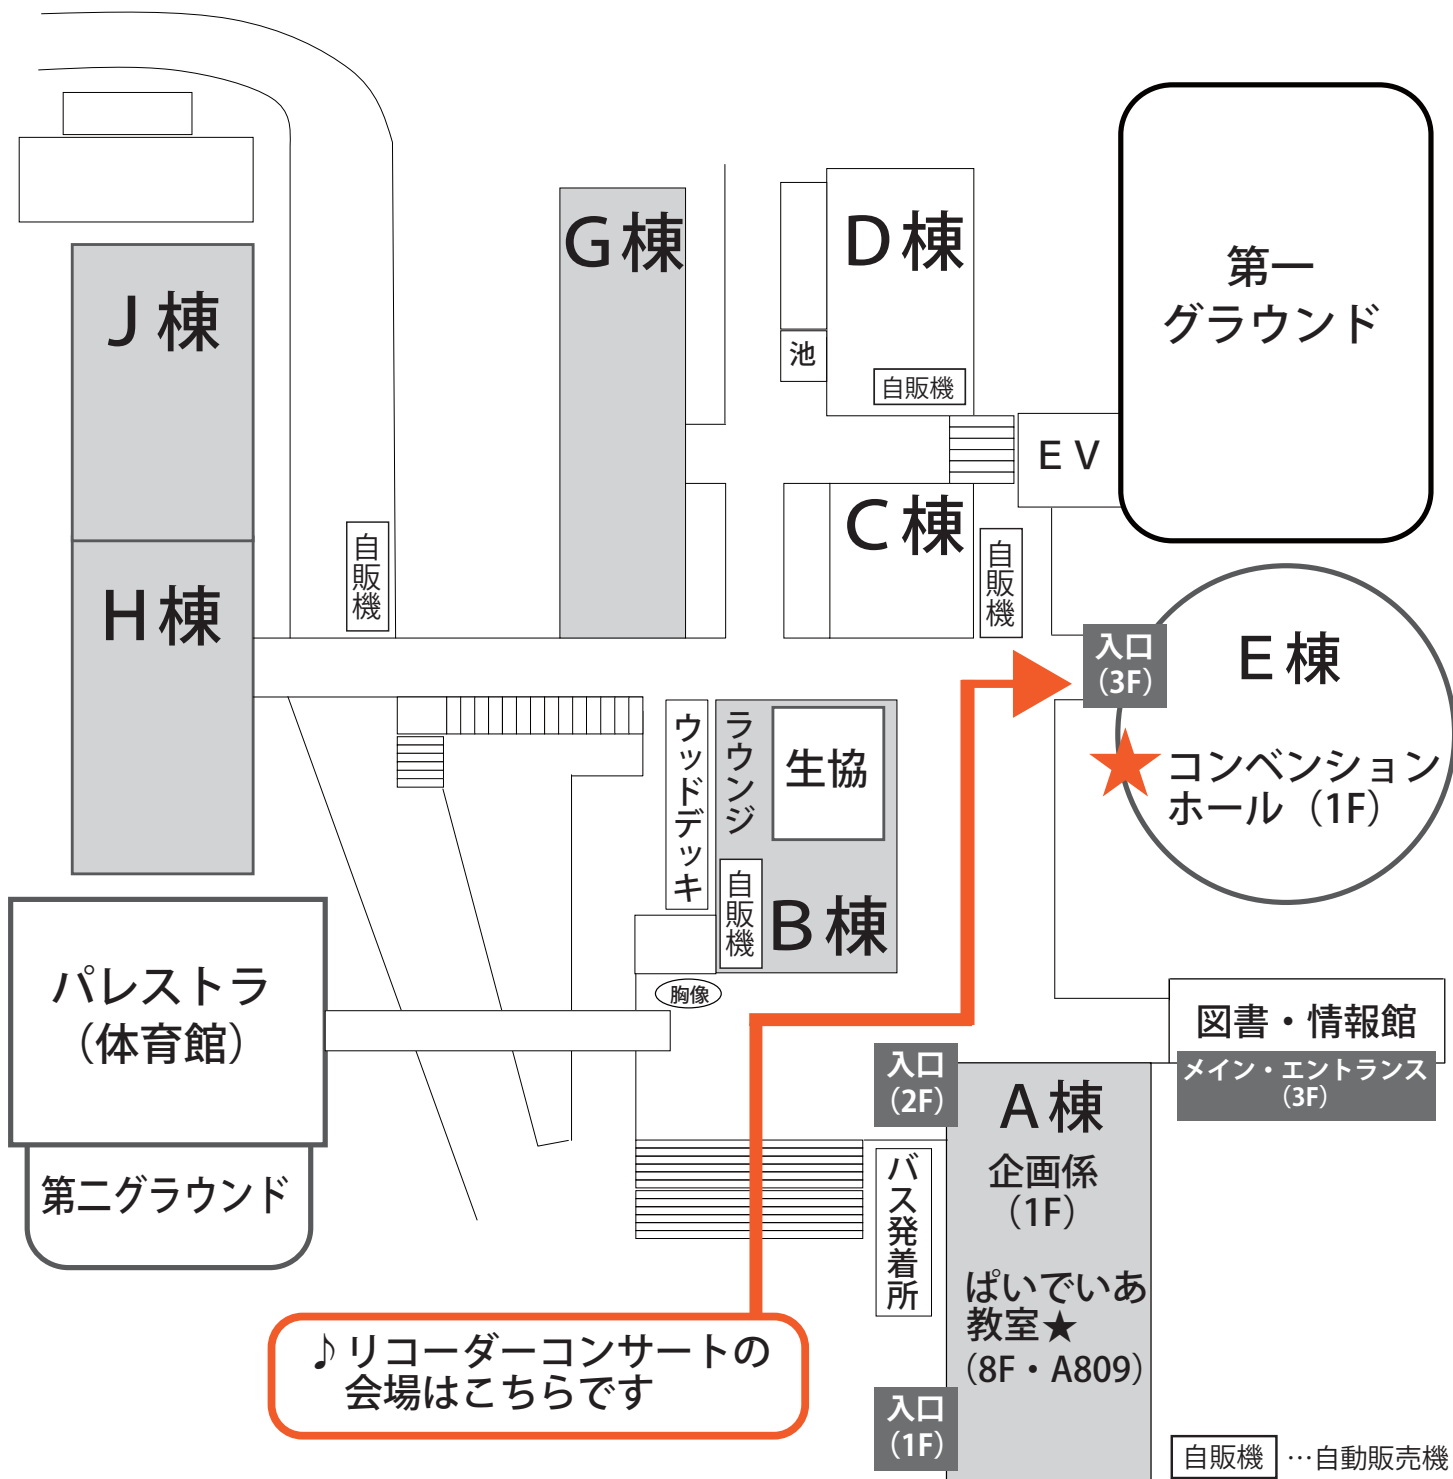 G棟
D棟
第一
グラウンド
J棟
池
自販機
EV
C棟
自販機
自販機
H棟
入口
（3F）
E棟
ウッドデッキ
ラウンジ
生協
コンベンション
ホール（1F）
自販機
B棟
パレストラ
（体育館）
胸像
図書・情報館
メイン・エントランス
（3F）
入口
（2F）
A棟
企画係
（1F）
第二グラウンド
バス発着所
ぱいでいあ
教室★
（8F・A809）
♪リコーダーコンサートの
会場はこちらです
入口
（1F）
自販機 …自動販売機